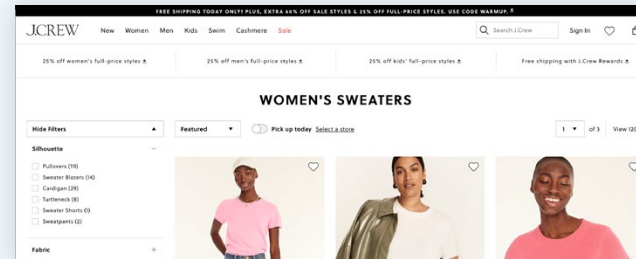 FREE SHIPPING TODAY ONLY! PLUS, EXTRA 60% OFF SALE STYLES & 25% OFF FULL-PRICE STYLES. USE CODE WARMUP.
J.CREW New Women Men Kids Swim Cashmere Sale Search J.Crew Sign In
25% off women's full-price styles 25% off men's full-price styles 25% off kids' full-price styles Free shipping with J.Crew Rewards
WOMEN'S SWEATERS
Hide Filters Featured Pick up today Select a store 1 of 3 View 120
Silhouette
Pullovers (119)
Sweater Blazers (14)
Cardigan (29)
Turtleneck (8)
Sweater Shorts (1)
Sweatpants (2)
Fabric